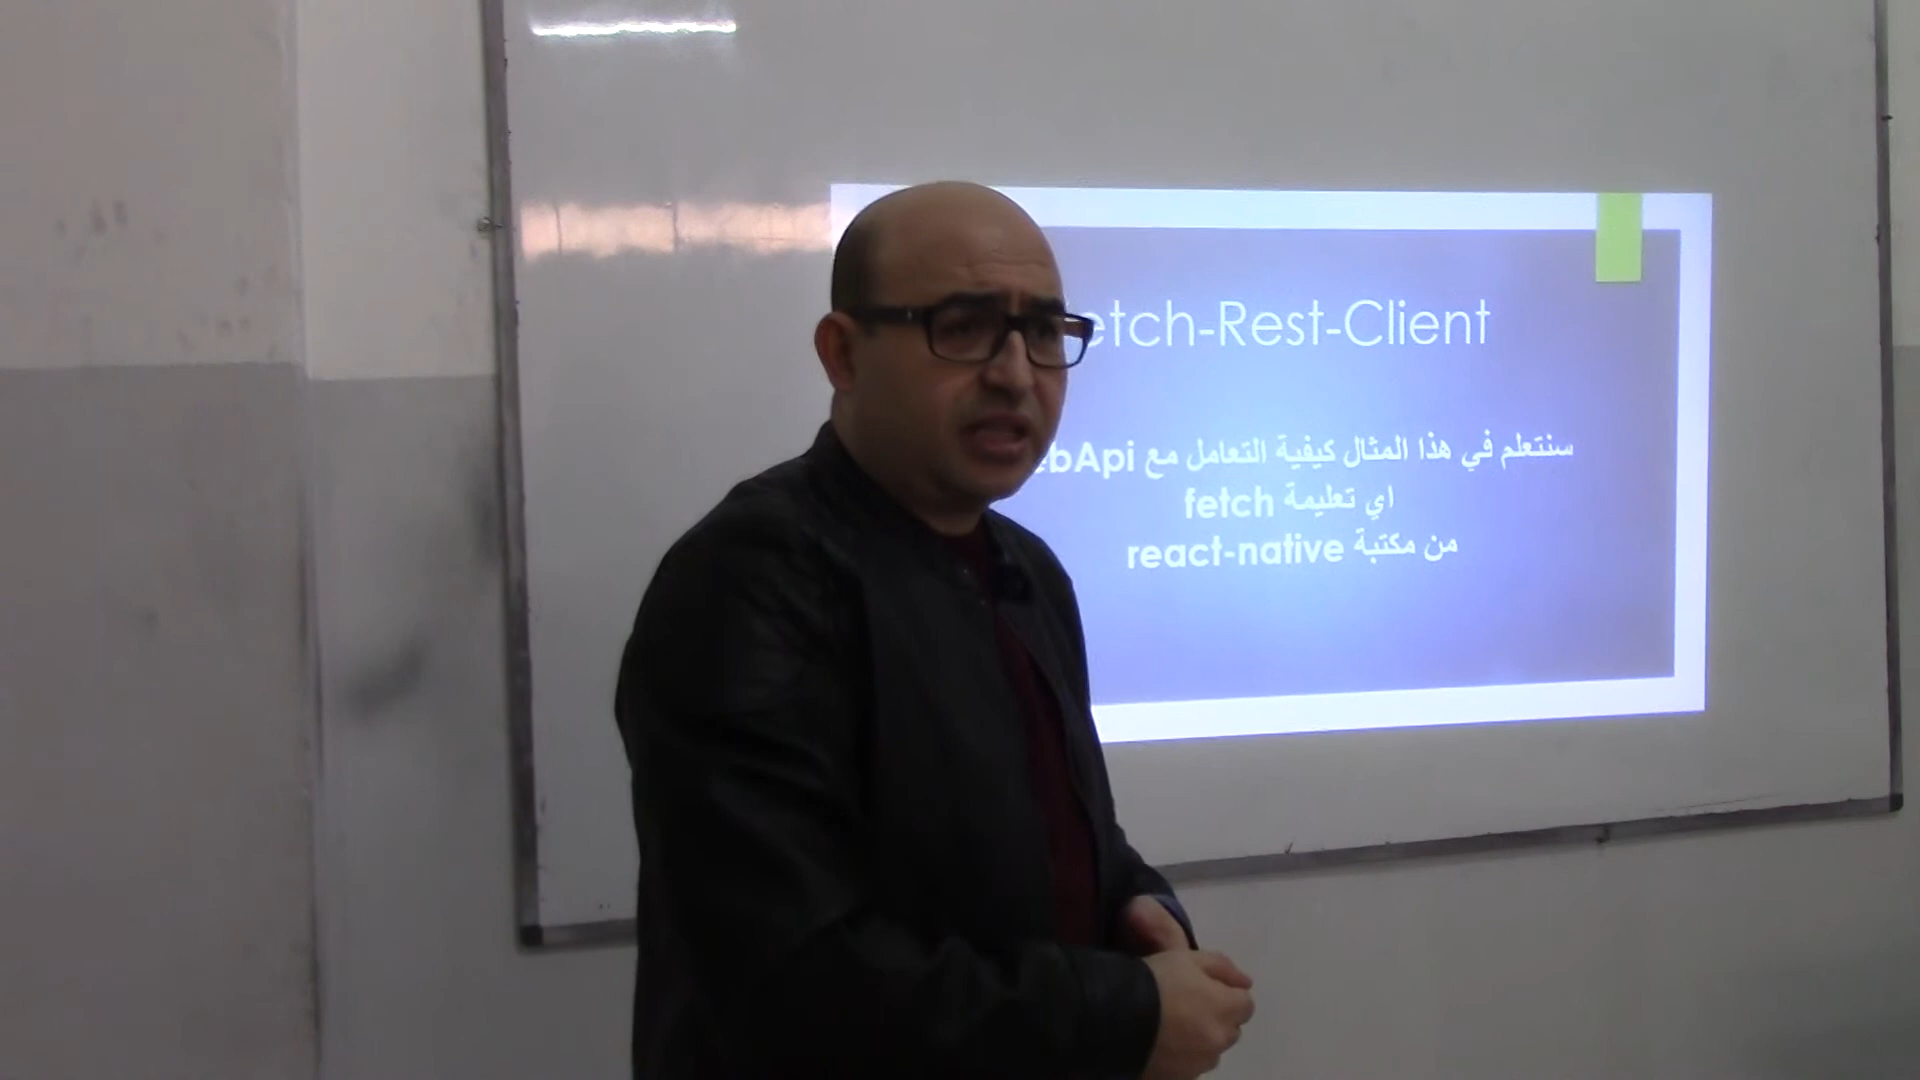 etch-Rest-Client
سنتعلم في هذا المثال كيفية التعامل مع ebApi
اي تعليمة fetch
من مكتبة react-native